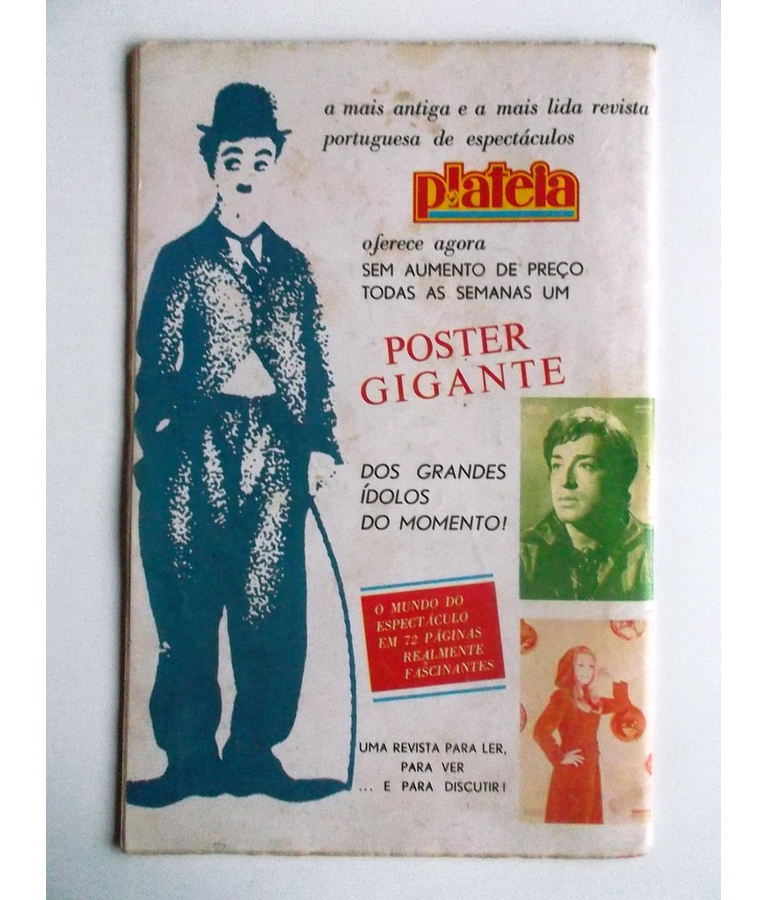 a mais antiga e a mais lida revista
portuguesa de espectáculos
plateia
oferece agora
SEM AUMENTO DE PREÇO
TODAS AS SEMANAS UM
POSTER
GIGANTE
DOS GRANDES
ÍDOLOS
DO MOMENTO!
O MUNDO DO
ESPECTÁCULO
EM 72 PÁGINAS
REALMENTE
FASCINANTES
UMA REVISTA PARA LER,
PARA VER
... E PARA DISCUTIR!